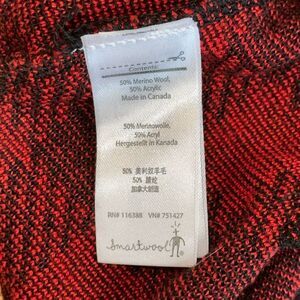 Contents:
50% Merino Wool,
50% Acrylic
Made in Canada
50% Merinowolle,
50% Acryl
Hergestellt in Kanada
50% 美利奴羊毛
50% 腈纶
加拿大制造
RN# 116388 VN# 751427
smartwool